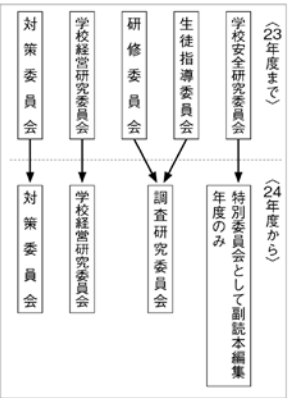 〈23年度まで〉
学校安全研究委員会
生徒指導委員会
研修委員会
学校経営研究委員会
対策委員会
〈24年度から〉
特別委員会として副読本編集
年度のみ
調査研究委員会
学校経営研究委員会
対策委員会